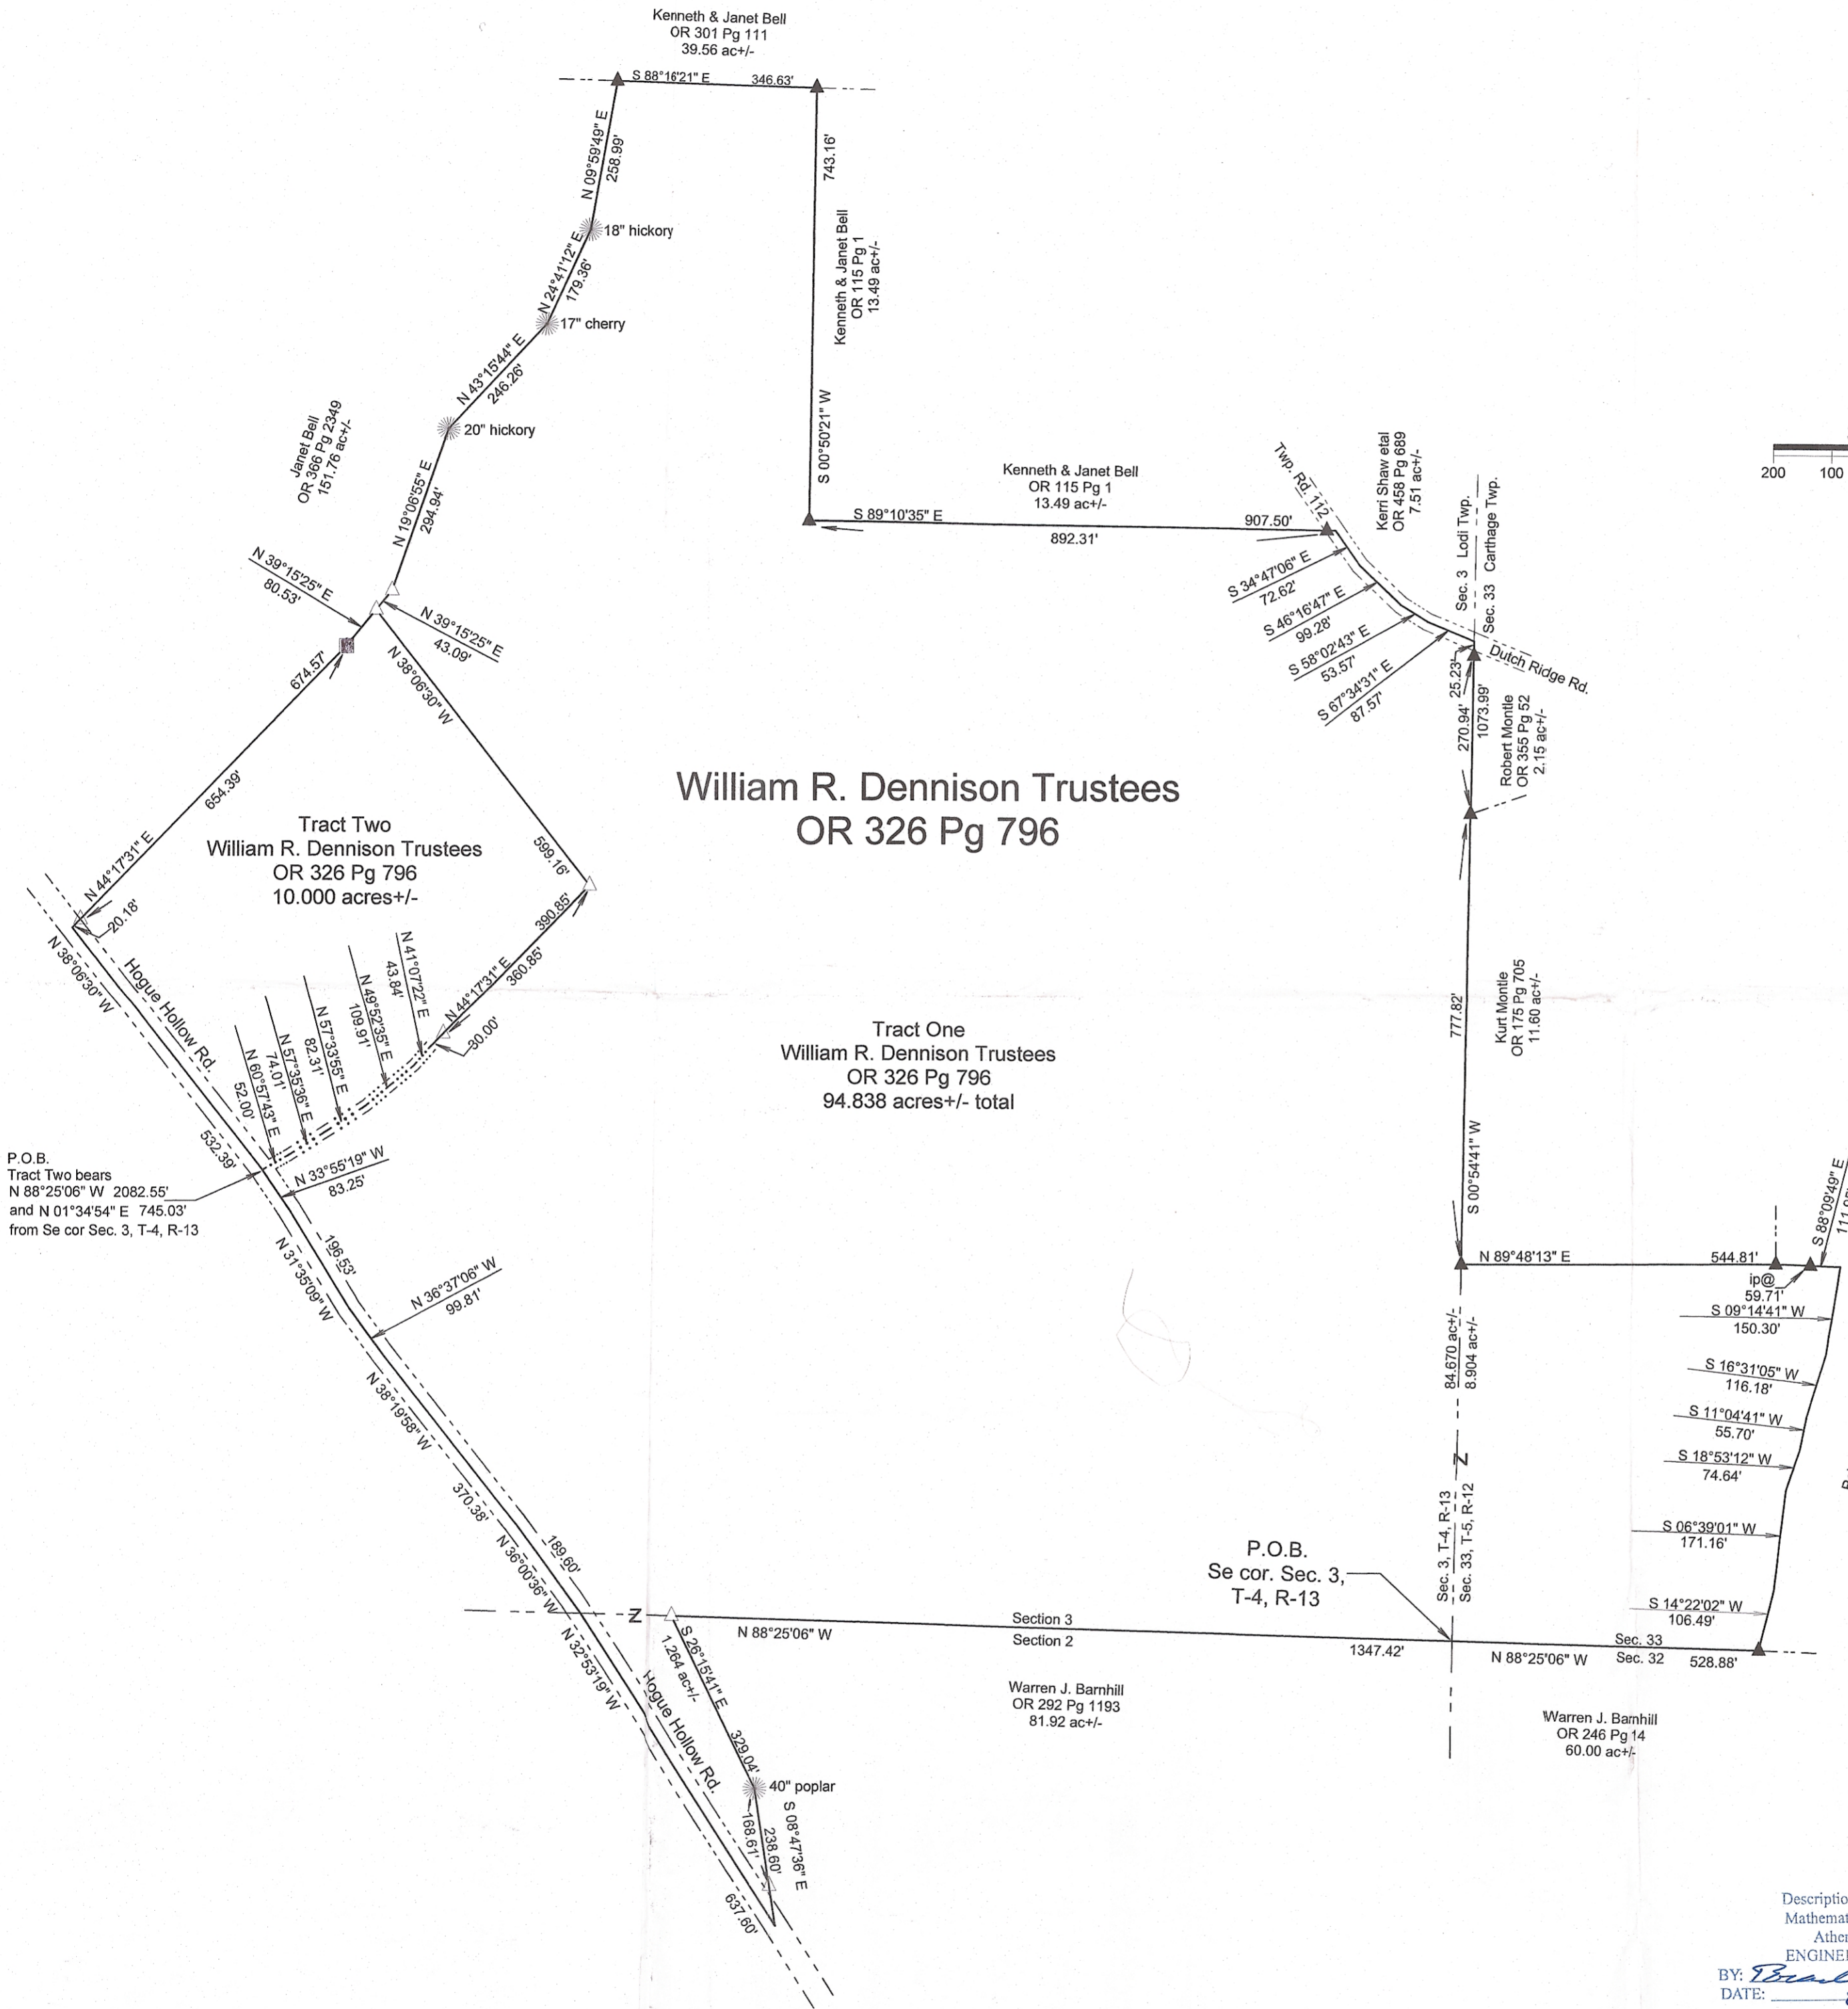 Kenneth & Janet Bell
OR 301 Pg 111
39.56 ac+/-
S 88°16'21" E 346.63'
N 09°59'49" E
258.99'
743.16'
Kenneth & Janet Bell
OR 115 Pg 1
13.49 ac+/-
S 00°50'21" W
18" hickory
N 24°41'12" E
179.36'
17" cherry
N 43°15'44" E
246.26'
20" hickory
Janet Bell
OR 366 Pg 2349
151.76 ac+/-
N 19°06'55" E
294.94'
N 39°15'25" E
80.53'
N 39°15'25" E
43.09'
Kenneth & Janet Bell
OR 115 Pg 1
13.49 ac+/-
S 89°10'35" E 907.50'
892.31'
Twp. Rd. 112
Kerri Shaw etal
OR 458 Pg 689
7.51 ac+/-
Sec. 3 Lodi Twp.
Sec. 33 Carthage Twp.
S 34°47'06" E
72.62'
S 46°16'47" E
99.28'
S 58°02'43" E
53.57'
S 67°34'31" E
87.57'
Dutch Ridge Rd.
25.23'
270.94'
1073.99'
Robert Montle
OR 355 Pg 52
2.15 ac+/-
200 100
674.57'
N 38°06'30" W
654.39'
599.16'
N 44°17'31" E
20.18'
Tract Two
William R. Dennison Trustees
OR 326 Pg 796
10.000 acres+/-
William R. Dennison Trustees
OR 326 Pg 796
390.85'
N 44°17'31" E
360.85'
30.00'
N 38°06'30" W
Hogue Hollow Rd.
532.39'
N 41°07'22" E
43.84'
N 49°52'35" E
109.91'
N 57°33'55" E
82.31'
N 57°35'36" E
74.01'
N 60°57'43" E
52.00'
Tract One
William R. Dennison Trustees
OR 326 Pg 796
94.838 acres+/- total
777.82'
Kurt Montle
OR 175 Pg 705
11.60 ac+/-
S 00°54'41" W
P.O.B.
Tract Two bears
N 88°25'06" W 2082.55'
and N 01°34'54" E 745.03'
from Se cor Sec. 3, T-4, R-13
N 33°55'19" W
83.25'
196.53'
N 31°35'09" W
N 36°37'06" W
99.81'
N 38°19'58" W
370.38'
N 36°00'36" W
189.60'
N 89°48'13" E 544.81'
S 88°09'49" E
ip@
59.71'
S 09°14'41" W
150.30'
S 16°31'05" W
116.18'
S 11°04'41" W
55.70'
S 18°53'12" W
74.64'
S 06°39'01" W
171.16'
S 14°22'02" W
106.49'
84.670 ac+/-
8.904 ac+/-
Z
Sec. 3, T-4, R-13
Sec. 33, T-5, R-12
P.O.B.
Se cor. Sec. 3,
T-4, R-13
Z
Section 3
N 88°25'06" W Section 2 1347.42'
Sec. 33
N 88°25'06" W Sec. 32 528.88'
S 26°15'41" E
1.264 ac+/-
329.04'
N 32°53'19" W
Hogue Hollow Rd.
637.60'
40" poplar
168.61'
238.60'
S 08°47'36" E
Warren J. Barnhill
OR 292 Pg 1193
81.92 ac+/-
Warren J. Barnhill
OR 246 Pg 14
60.00 ac+/-
BY:
DATE: